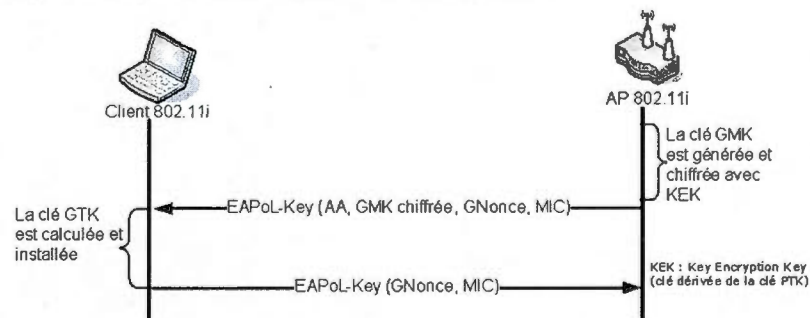 Client 802.11i
AP 802.11i
La clé GMK
est générée et
chiffrée avec
KEK
EAPoL-Key (AA, GMK chiffrée, GNonce, MIC)
La clé GTK
est calculée et
installée
EAPoL-Key (GNonce, MIC)
KEK : Key Encryption Key
(clé dérivée de la clé PTK)